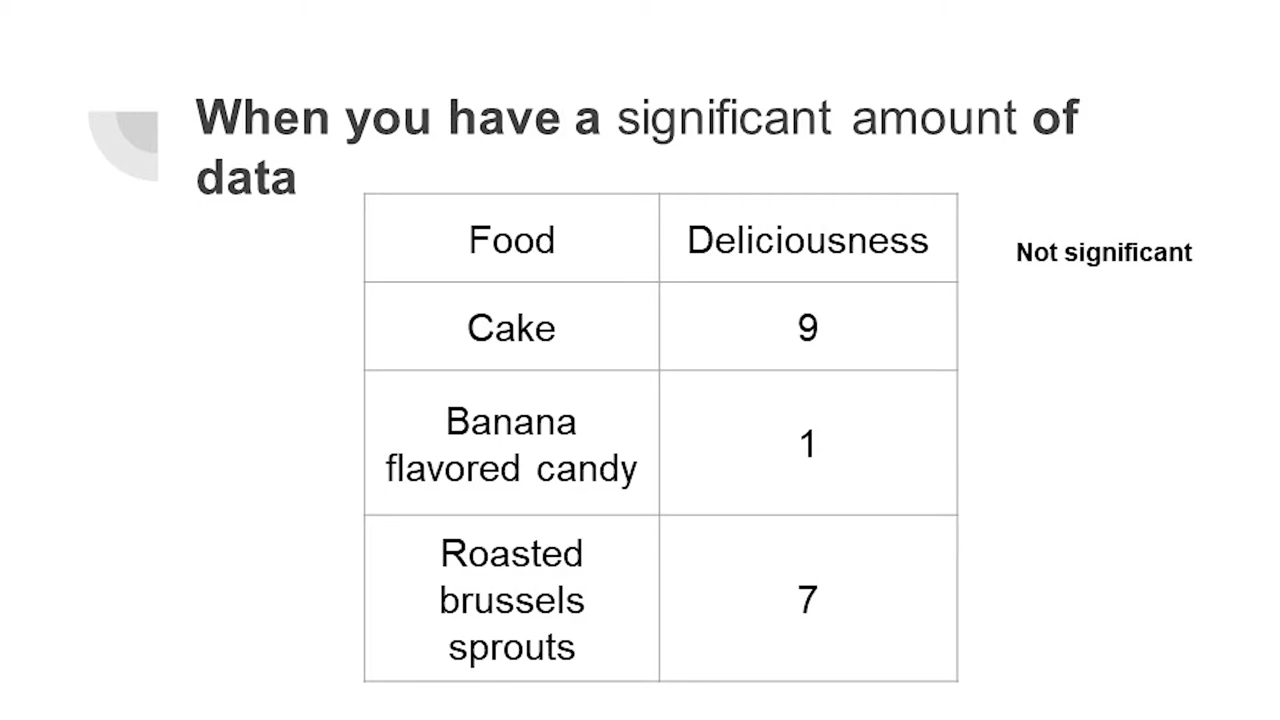 When you have a significant amount of
data
Food
Deliciousness
Not significant
Cake
9
Banana
flavored candy
1
Roasted
brussels
sprouts
7